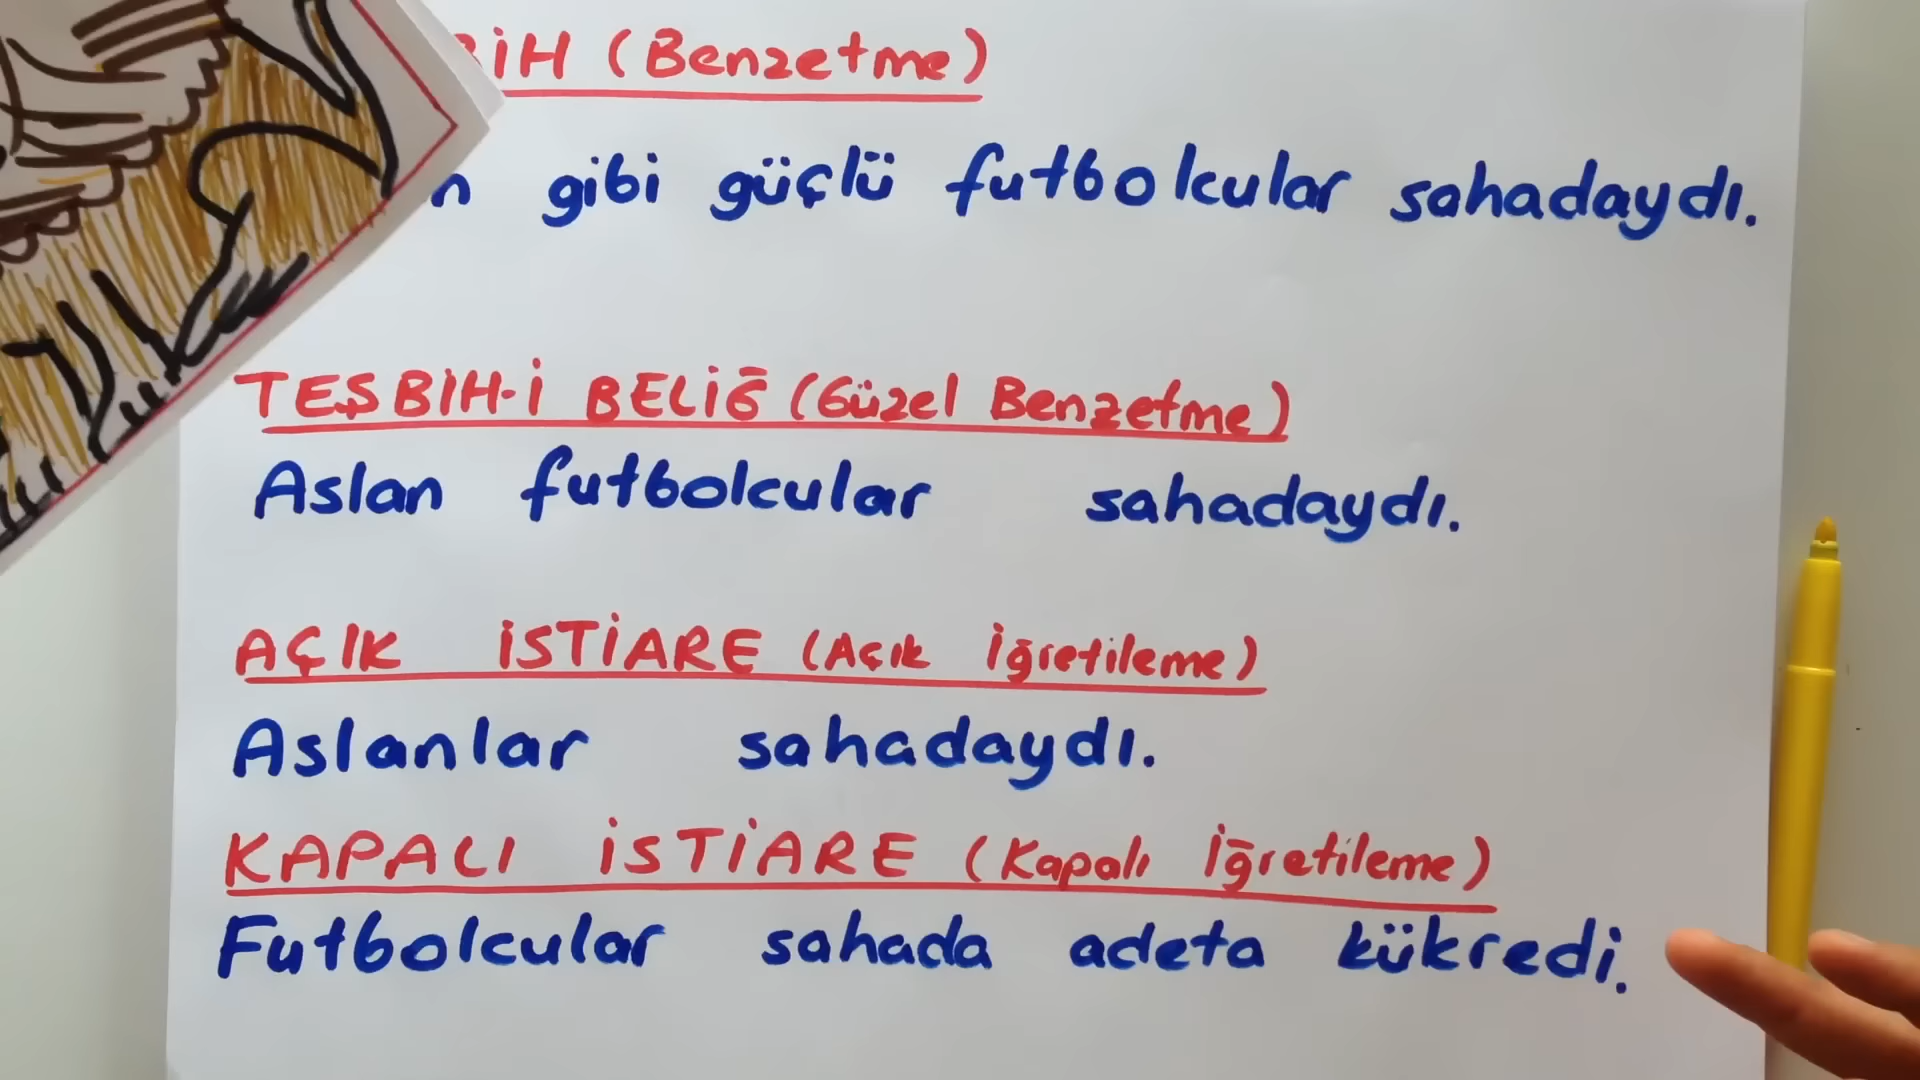 (Benzetme)
gibi güçlü futbolcular sahadaydı.
TEŞBİH-İ BELİĞ (Güzel Benzetme)
Aslan futbolcular sahadaydı.
AÇIK İSTİARE (Açık İğretileme)
Aslanlar sahadaydı.
KAPALI İSTİARE (Kapalı İğretileme)
Futbolcular sahada adeta kükredi.